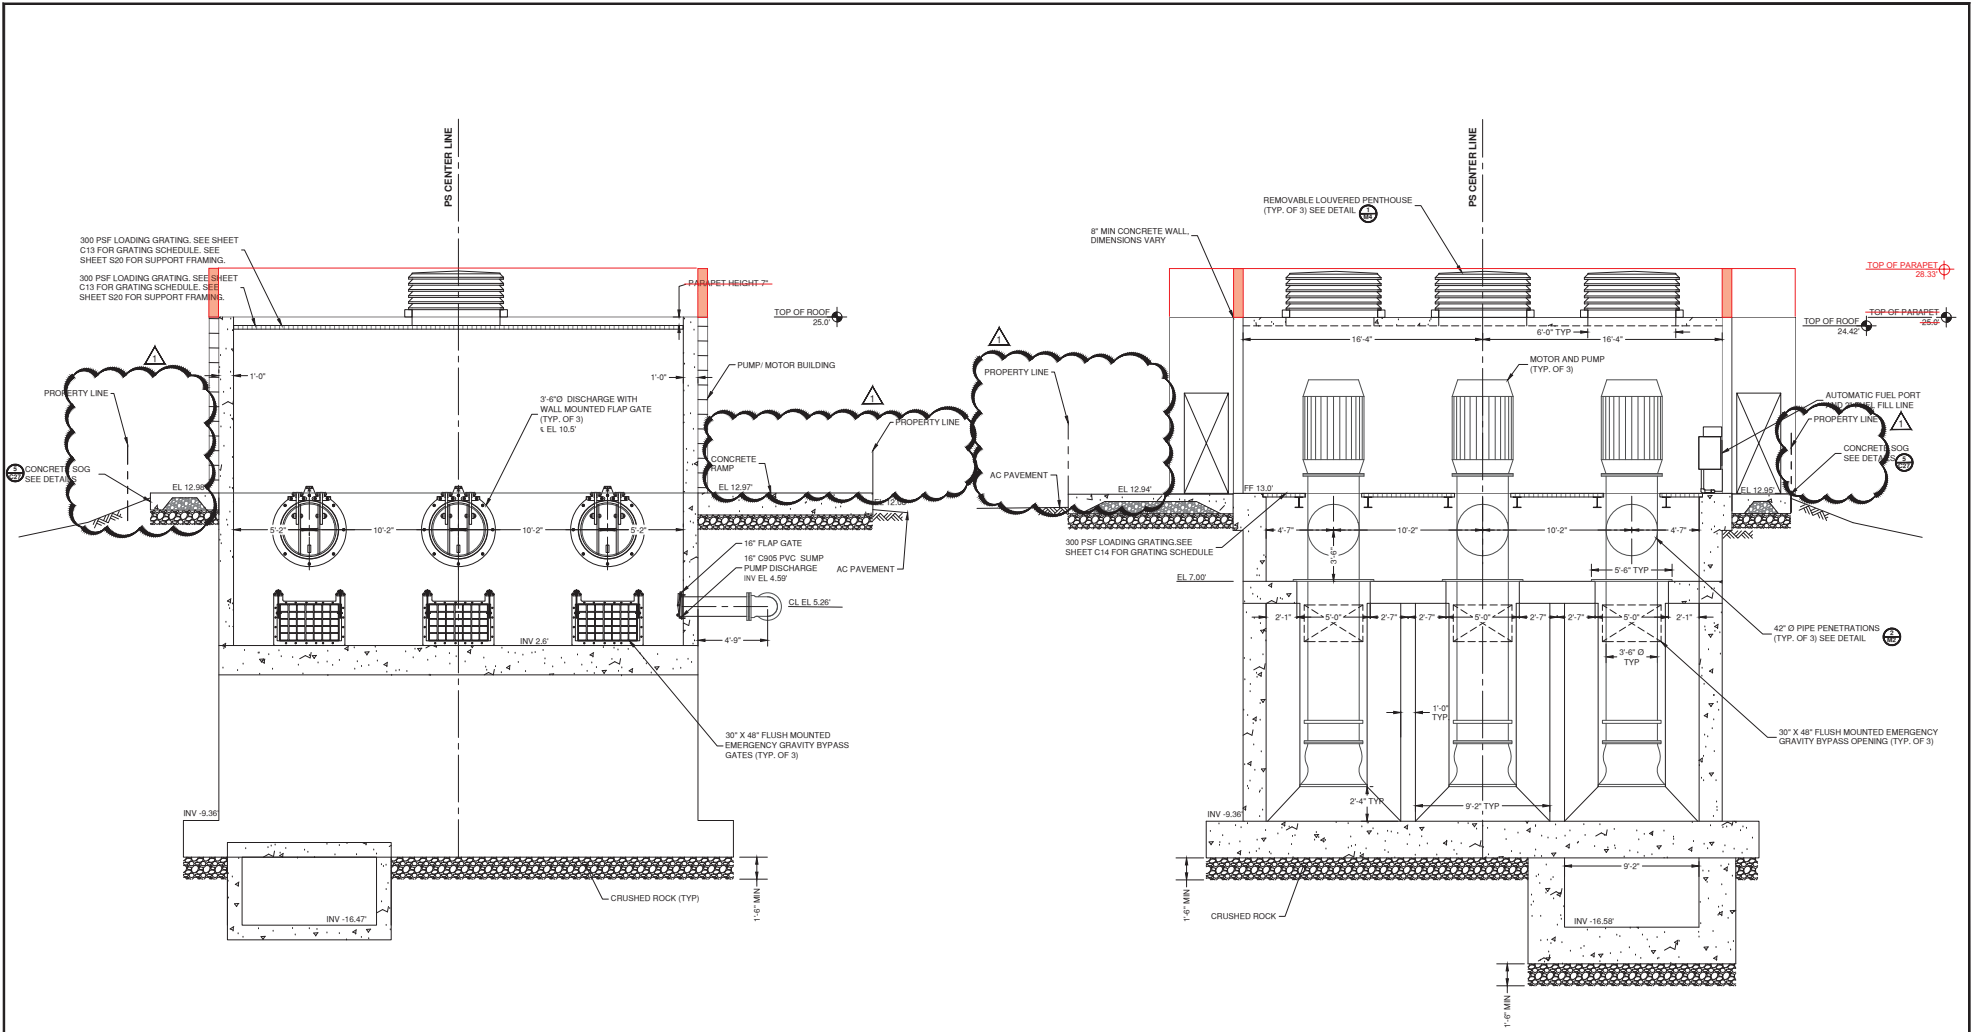 PS CENTER LINE
300 PSF LOADING GRATING. SEE SHEET
C13 FOR GRATING SCHEDULE. SEE
SHEET S20 FOR SUPPORT FRAMING.
300 PSF LOADING GRATING. SEE SHEET
C13 FOR GRATING SCHEDULE. SEE
SHEET S20 FOR SUPPORT FRAMING.
PARAPET HEIGHT 7"
TOP OF ROOF
25.0'
1
PROPERTY LINE
1'-0"
1'-0"
PUMP/ MOTOR BUILDING
3'-6"Ø DISCHARGE WITH
WALL MOUNTED FLAP GATE
(TYP. OF 3)
EL 10.5'
1
PROPERTY LINE
CONCRETE
RAMP
CONCRETE SOG
SEE DETAILS
EL 12.98'
EL 12.97'
5'-2"
10'-2"
10'-2"
5'-2"
16" FLAP GATE
16" C905 PVC SUMP
PUMP DISCHARGE
INV EL 4.59'
AC PAVEMENT
CL EL 5.26'
INV 2.6'
4'-9"
30" X 48" FLUSH MOUNTED
EMERGENCY GRAVITY BYPASS
GATES (TYP. OF 3)
INV -9.36'
1'-6" MIN
CRUSHED ROCK (TYP)
INV -16.47'
PS CENTER LINE
REMOVABLE LOUVERED PENTHOUSE
(TYP. OF 3) SEE DETAIL
8" MIN CONCRETE WALL,
DIMENSIONS VARY
TOP OF PARAPET
28.33'
TOP OF PARAPET
25.0'
TOP OF ROOF
24.42'
6'-0" TYP
16'-4"
16'-4"
1
PROPERTY LINE
MOTOR AND PUMP
(TYP. OF 3)
AUTOMATIC FUEL PORT
AND 2" FUEL FILL LINE
PROPERTY LINE
1
CONCRETE SOG
SEE DETAILS
AC PAVEMENT
EL 12.94'
FF 13.0'
EL 12.95'
300 PSF LOADING GRATING.SEE
SHEET C14 FOR GRATING SCHEDULE
4'-7"
10'-2"
10'-2"
4'-7"
3'-6"
5'-6" TYP
EL 7.00'
2'-1"
5'-0"
2'-7"
2'-7"
5'-0"
2'-7"
2'-7"
5'-0"
2'-1"
42" Ø PIPE PENETRATIONS
(TYP. OF 3) SEE DETAIL
3'-6" Ø
TYP
1'-0"
TYP.
30" X 48" FLUSH MOUNTED EMERGENCY
GRAVITY BYPASS OPENING (TYP. OF 3)
2'-4" TYP
9'-2" TYP
INV -9.36'
1'-6" MIN
9'-2"
CRUSHED ROCK
INV -16.58'
1'-6" MIN